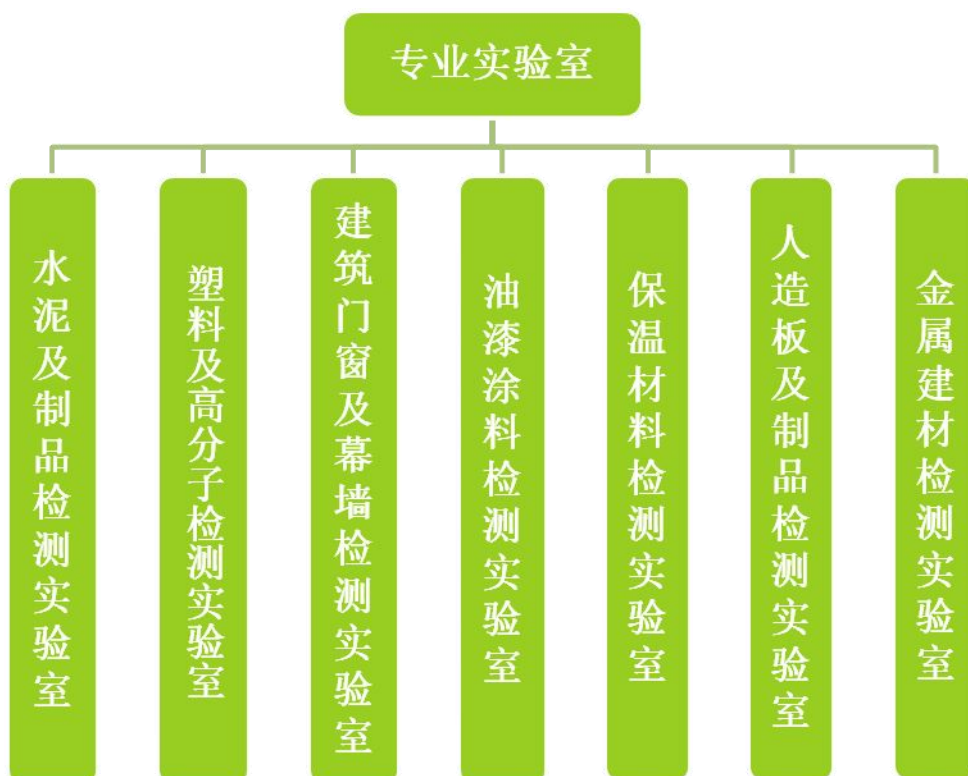 专业实验室
水泥及制品检测实验室
塑料及高分子检测实验室
建筑门窗及幕墙检测实验室
油漆涂料检测实验室
保温材料检测实验室
人造板及制品检测实验室
金属建材检测实验室